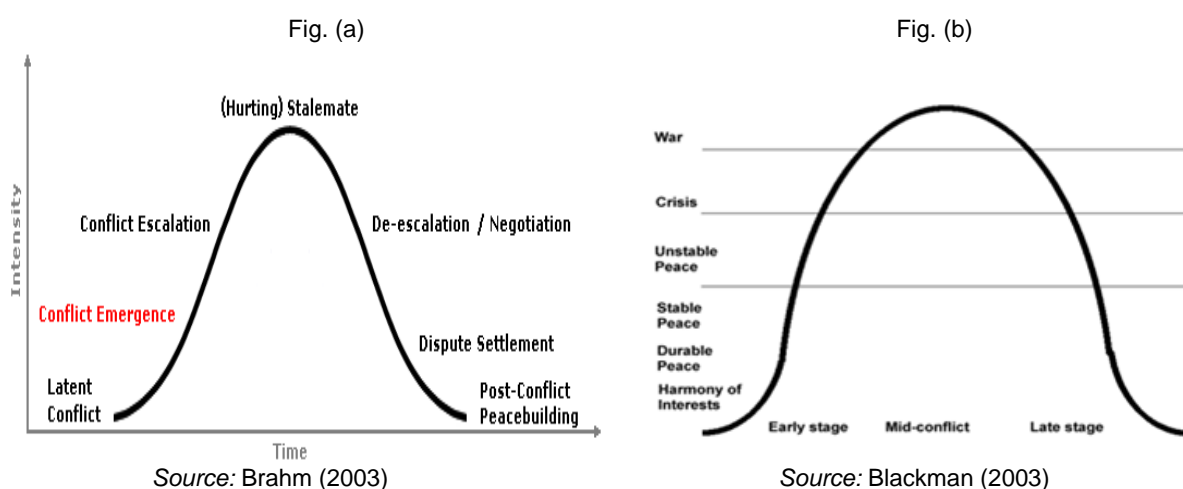 Fig. (a)
(Hurting) Stalemate
Conflict Escalation
De-escalation / Negotiation
Conflict Emergence
Dispute Settlement
Latent
Conflict
Post-Conflict
Peacebuilding
Intensity
Time
Source: Brahm (2003)
Fig. (b)
War
Crisis
Unstable
Peace
Stable
Peace
Durable
Peace
Harmony of
Interests
Early stage
Mid-conflict
Late stage
Source: Blackman (2003)